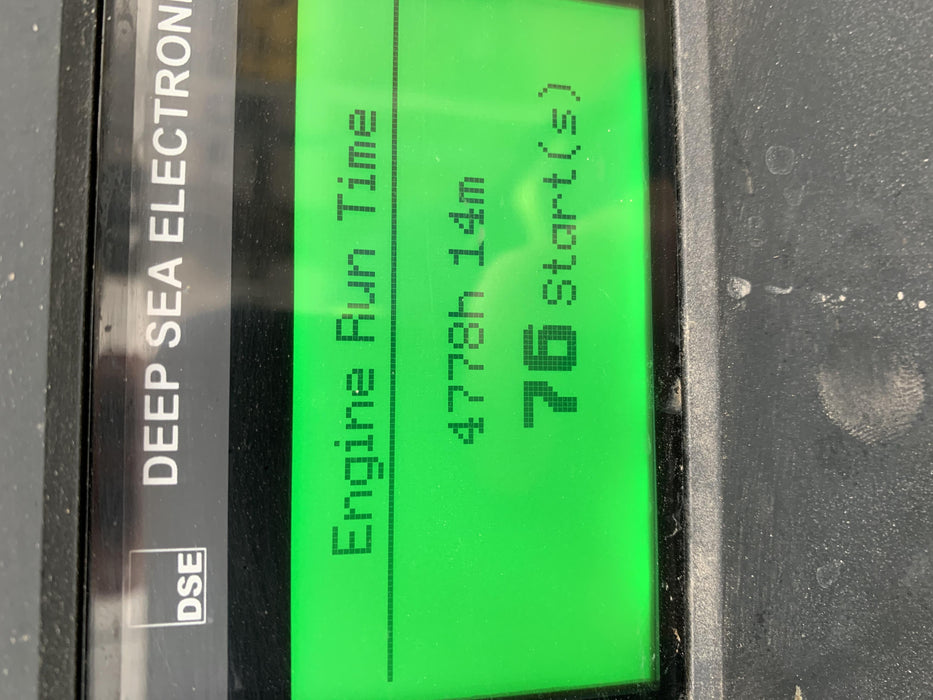 DSE DEEP SEA ELECTRONI
Engine Run Time
4778h 14m
76 Start(s)